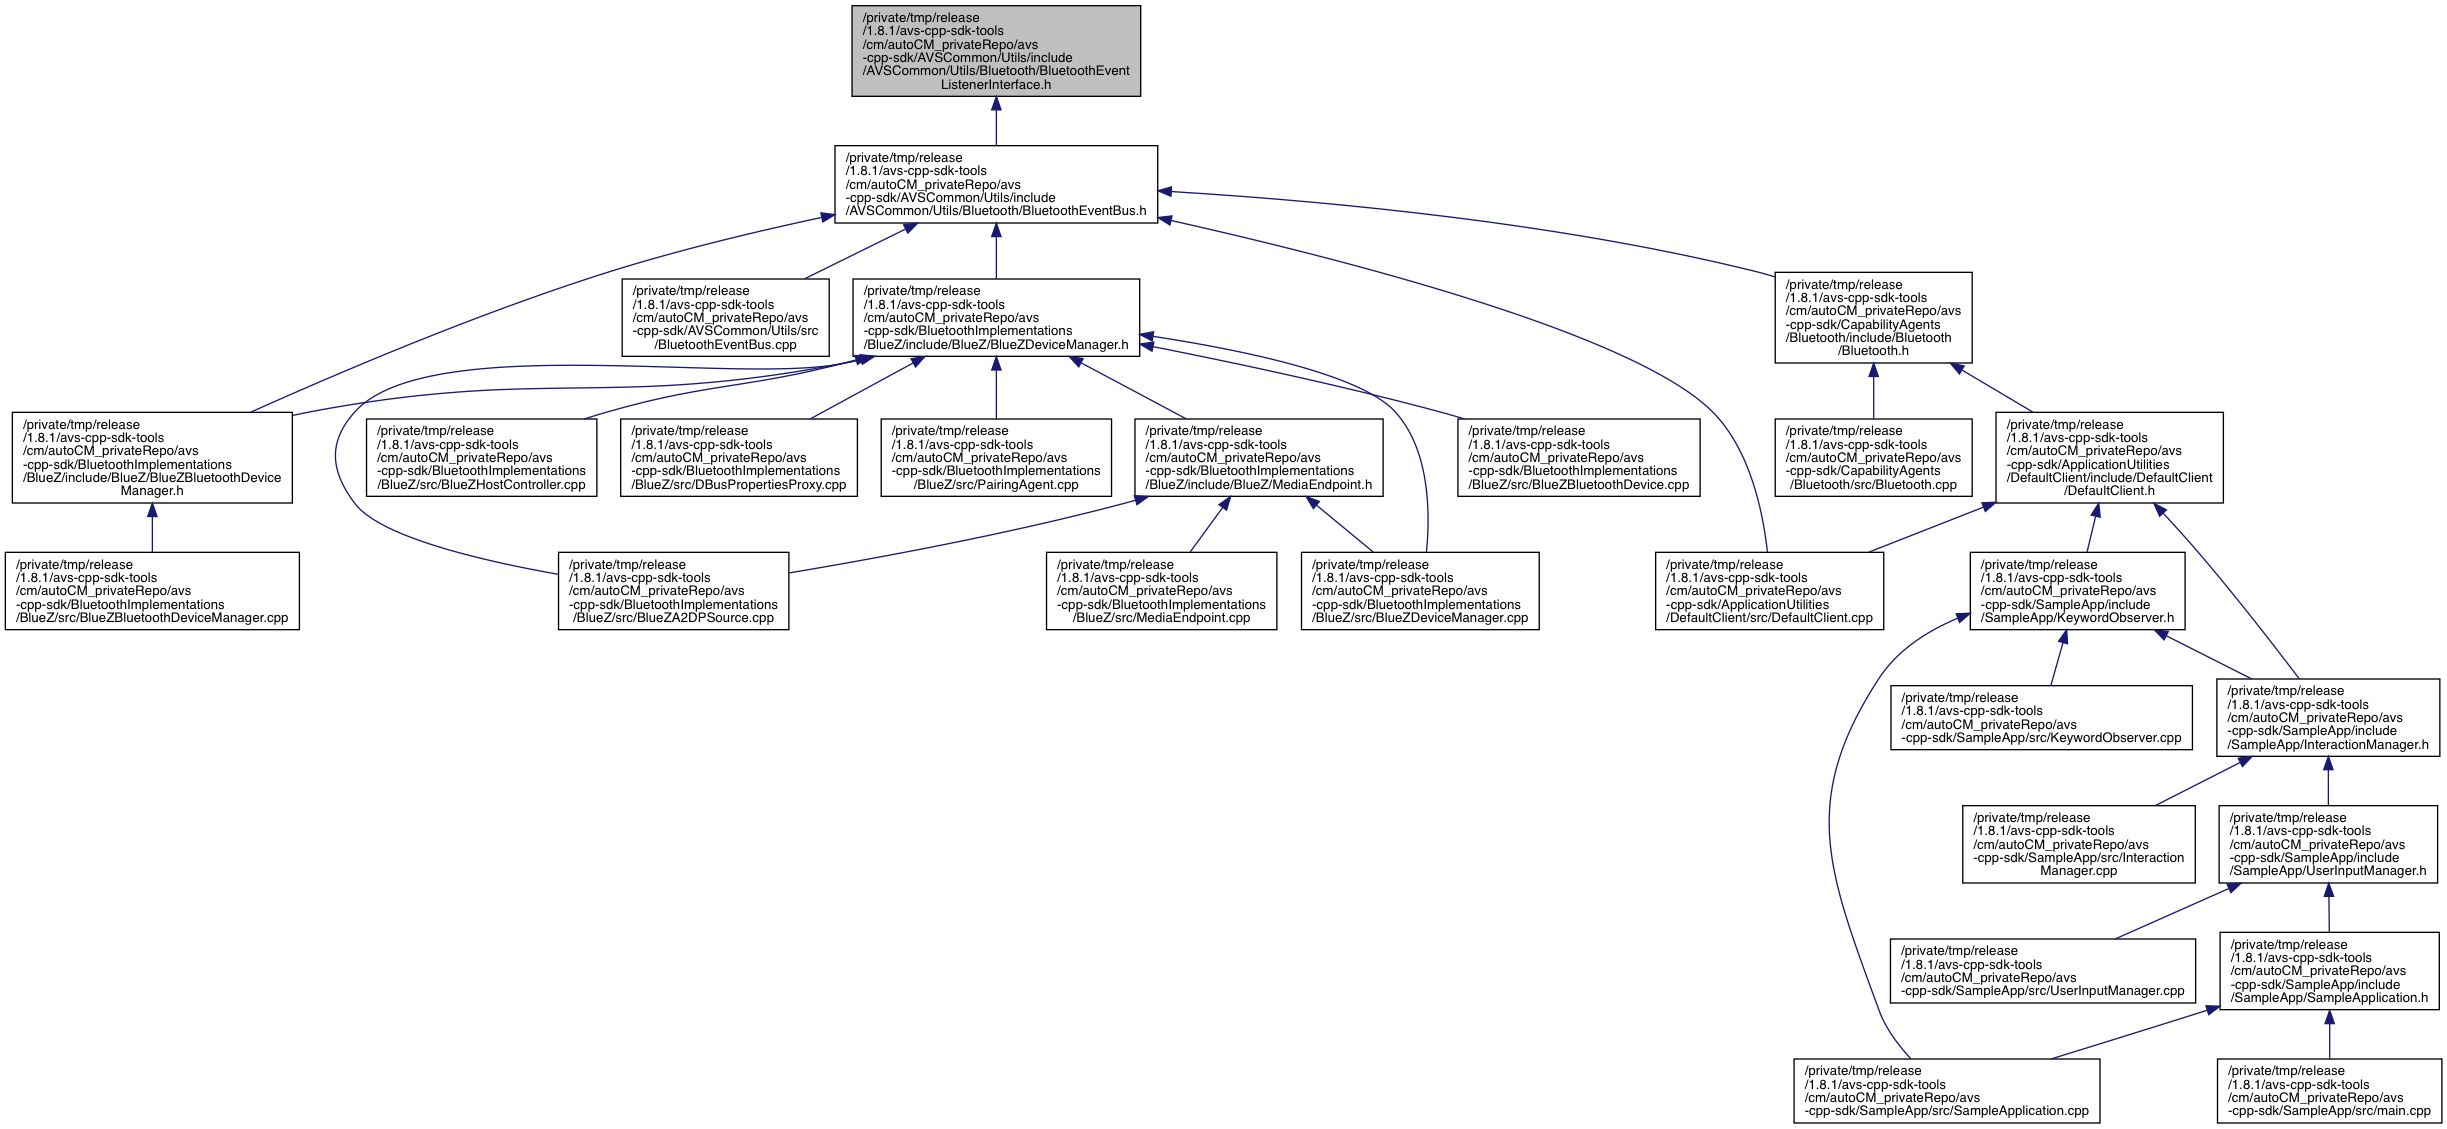 /private/tmp/release
/1.8.1/avs-cpp-sdk-tools
/cm/autoCM_privateRepo/avs
-cpp-sdk/AVSCommon/Utils/include
/AVSCommon/Utils/Bluetooth/BluetoothEvent
ListenerInterface.h
/private/tmp/release
/1.8.1/avs-cpp-sdk-tools
/cm/autoCM_privateRepo/avs
-cpp-sdk/AVSCommon/Utils/include
/AVSCommon/Utils/Bluetooth/BluetoothEventBus.h
/private/tmp/release
/1.8.1/avs-cpp-sdk-tools
/cm/autoCM_privateRepo/avs
-cpp-sdk/AVSCommon/Utils/src
/BluetoothEventBus.cpp
/private/tmp/release
/1.8.1/avs-cpp-sdk-tools
/cm/autoCM_privateRepo/avs
-cpp-sdk/BluetoothImplementations
/BlueZ/include/BlueZ/BlueZDeviceManager.h
/private/tmp/release
/1.8.1/avs-cpp-sdk-tools
/cm/autoCM_privateRepo/avs
-cpp-sdk/CapabilityAgents
/Bluetooth/include/Bluetooth
/Bluetooth.h
/private/tmp/release
/1.8.1/avs-cpp-sdk-tools
/cm/autoCM_privateRepo/avs
-cpp-sdk/BluetoothImplementations
/BlueZ/include/BlueZ/BlueZBluetoothDevice
Manager.h
/private/tmp/release
/1.8.1/avs-cpp-sdk-tools
/cm/autoCM_privateRepo/avs
-cpp-sdk/BluetoothImplementations
/BlueZ/src/BlueZHostController.cpp
/private/tmp/release
/1.8.1/avs-cpp-sdk-tools
/cm/autoCM_privateRepo/avs
-cpp-sdk/BluetoothImplementations
/BlueZ/src/DBusPropertiesProxy.cpp
/private/tmp/release
/1.8.1/avs-cpp-sdk-tools
/cm/autoCM_privateRepo/avs
-cpp-sdk/BluetoothImplementations
/BlueZ/src/PairingAgent.cpp
/private/tmp/release
/1.8.1/avs-cpp-sdk-tools
/cm/autoCM_privateRepo/avs
-cpp-sdk/BluetoothImplementations
/BlueZ/include/BlueZ/MediaEndpoint.h
/private/tmp/release
/1.8.1/avs-cpp-sdk-tools
/cm/autoCM_privateRepo/avs
-cpp-sdk/BluetoothImplementations
/BlueZ/src/BlueZBluetoothDevice.cpp
/private/tmp/release
/1.8.1/avs-cpp-sdk-tools
/cm/autoCM_privateRepo/avs
-cpp-sdk/CapabilityAgents
/Bluetooth/src/Bluetooth.cpp
/private/tmp/release
/1.8.1/avs-cpp-sdk-tools
/cm/autoCM_privateRepo/avs
-cpp-sdk/ApplicationUtilities
/DefaultClient/include/DefaultClient
/DefaultClient.h
/private/tmp/release
/1.8.1/avs-cpp-sdk-tools
/cm/autoCM_privateRepo/avs
-cpp-sdk/BluetoothImplementations
/BlueZ/src/BlueZBluetoothDeviceManager.cpp
/private/tmp/release
/1.8.1/avs-cpp-sdk-tools
/cm/autoCM_privateRepo/avs
-cpp-sdk/BluetoothImplementations
/BlueZ/src/BlueZA2DPSource.cpp
/private/tmp/release
/1.8.1/avs-cpp-sdk-tools
/cm/autoCM_privateRepo/avs
-cpp-sdk/BluetoothImplementations
/BlueZ/src/MediaEndpoint.cpp
/private/tmp/release
/1.8.1/avs-cpp-sdk-tools
/cm/autoCM_privateRepo/avs
-cpp-sdk/BluetoothImplementations
/BlueZ/src/BlueZDeviceManager.cpp
/private/tmp/release
/1.8.1/avs-cpp-sdk-tools
/cm/autoCM_privateRepo/avs
-cpp-sdk/ApplicationUtilities
/DefaultClient/src/DefaultClient.cpp
/private/tmp/release
/1.8.1/avs-cpp-sdk-tools
/cm/autoCM_privateRepo/avs
-cpp-sdk/SampleApp/include
/SampleApp/KeywordObserver.h
/private/tmp/release
/1.8.1/avs-cpp-sdk-tools
/cm/autoCM_privateRepo/avs
-cpp-sdk/SampleApp/src/KeywordObserver.cpp
/private/tmp/release
/1.8.1/avs-cpp-sdk-tools
/cm/autoCM_privateRepo/avs
-cpp-sdk/SampleApp/include
/SampleApp/InteractionManager.h
/private/tmp/release
/1.8.1/avs-cpp-sdk-tools
/cm/autoCM_privateRepo/avs
-cpp-sdk/SampleApp/src/Interaction
Manager.cpp
/private/tmp/release
/1.8.1/avs-cpp-sdk-tools
/cm/autoCM_privateRepo/avs
-cpp-sdk/SampleApp/include
/SampleApp/UserInputManager.h
/private/tmp/release
/1.8.1/avs-cpp-sdk-tools
/cm/autoCM_privateRepo/avs
-cpp-sdk/SampleApp/src/UserInputManager.cpp
/private/tmp/release
/1.8.1/avs-cpp-sdk-tools
/cm/autoCM_privateRepo/avs
-cpp-sdk/SampleApp/include
/SampleApp/SampleApplication.h
/private/tmp/release
/1.8.1/avs-cpp-sdk-tools
/cm/autoCM_privateRepo/avs
-cpp-sdk/SampleApp/src/SampleApplication.cpp
/private/tmp/release
/1.8.1/avs-cpp-sdk-tools
/cm/autoCM_privateRepo/avs
-cpp-sdk/SampleApp/src/main.cpp